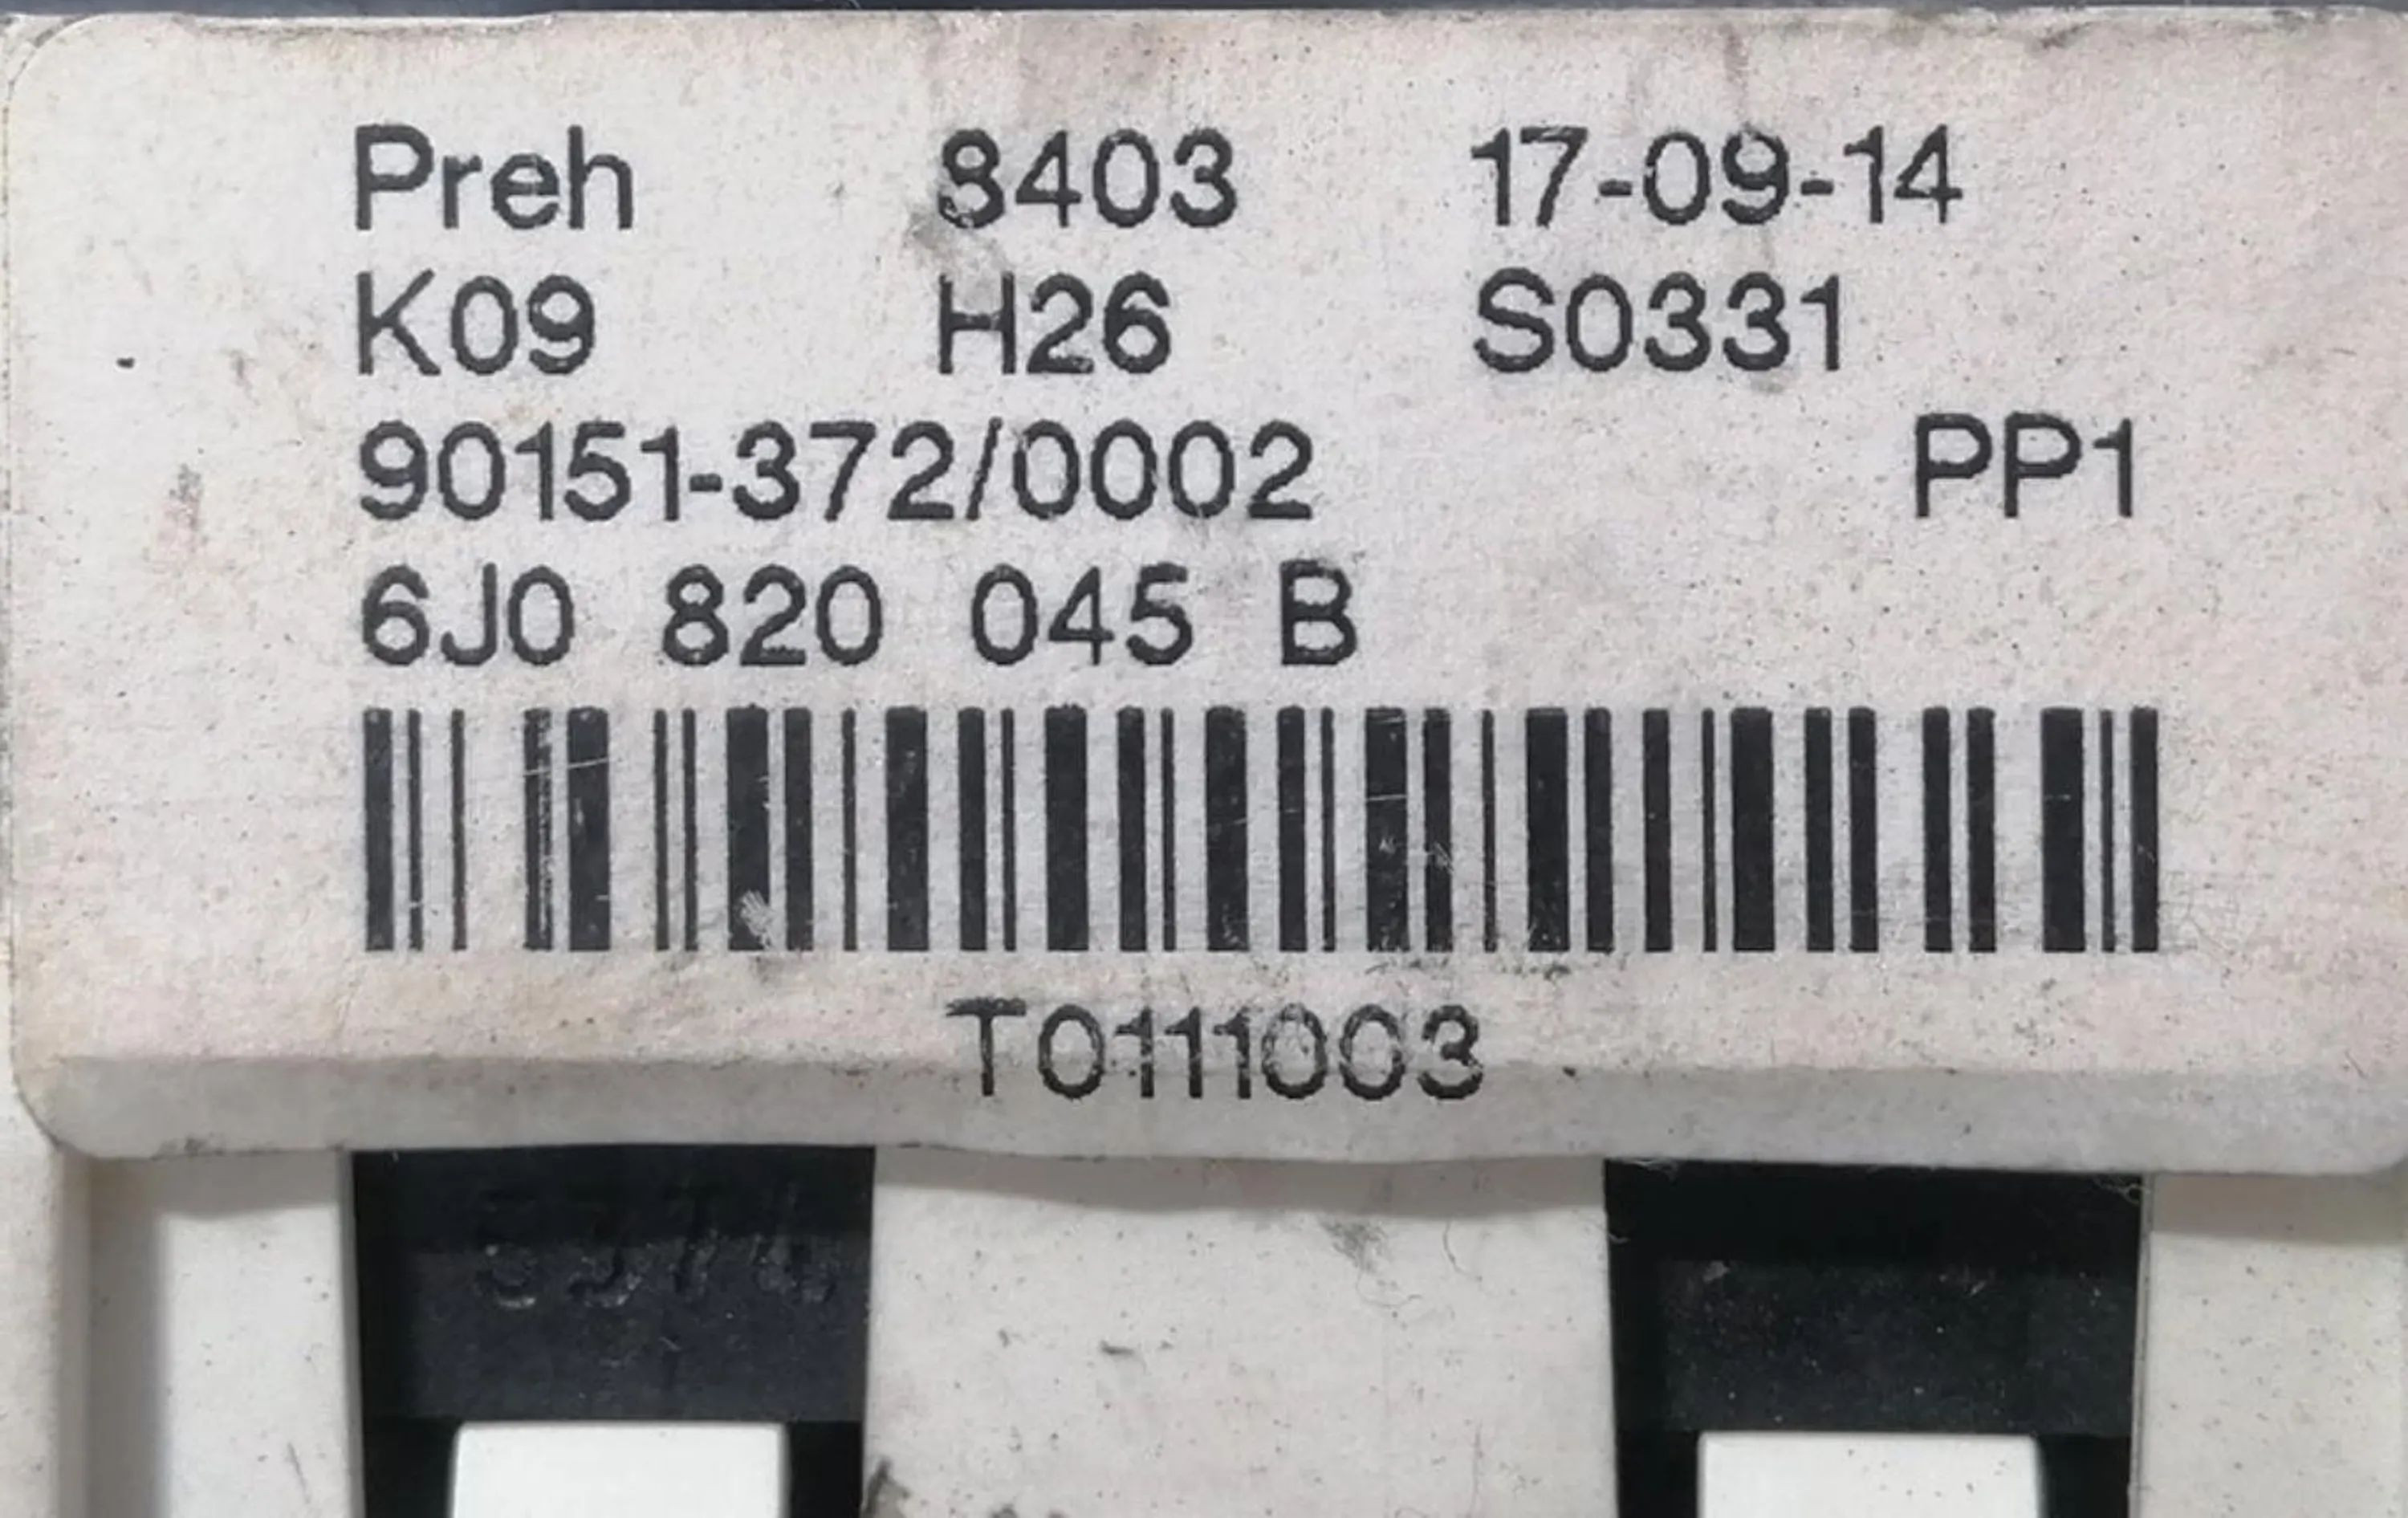 Preh 8403 17-09-14
K09 H26 S0331
90151-372/0002 PP1
6J0 820 045 B
T0111003